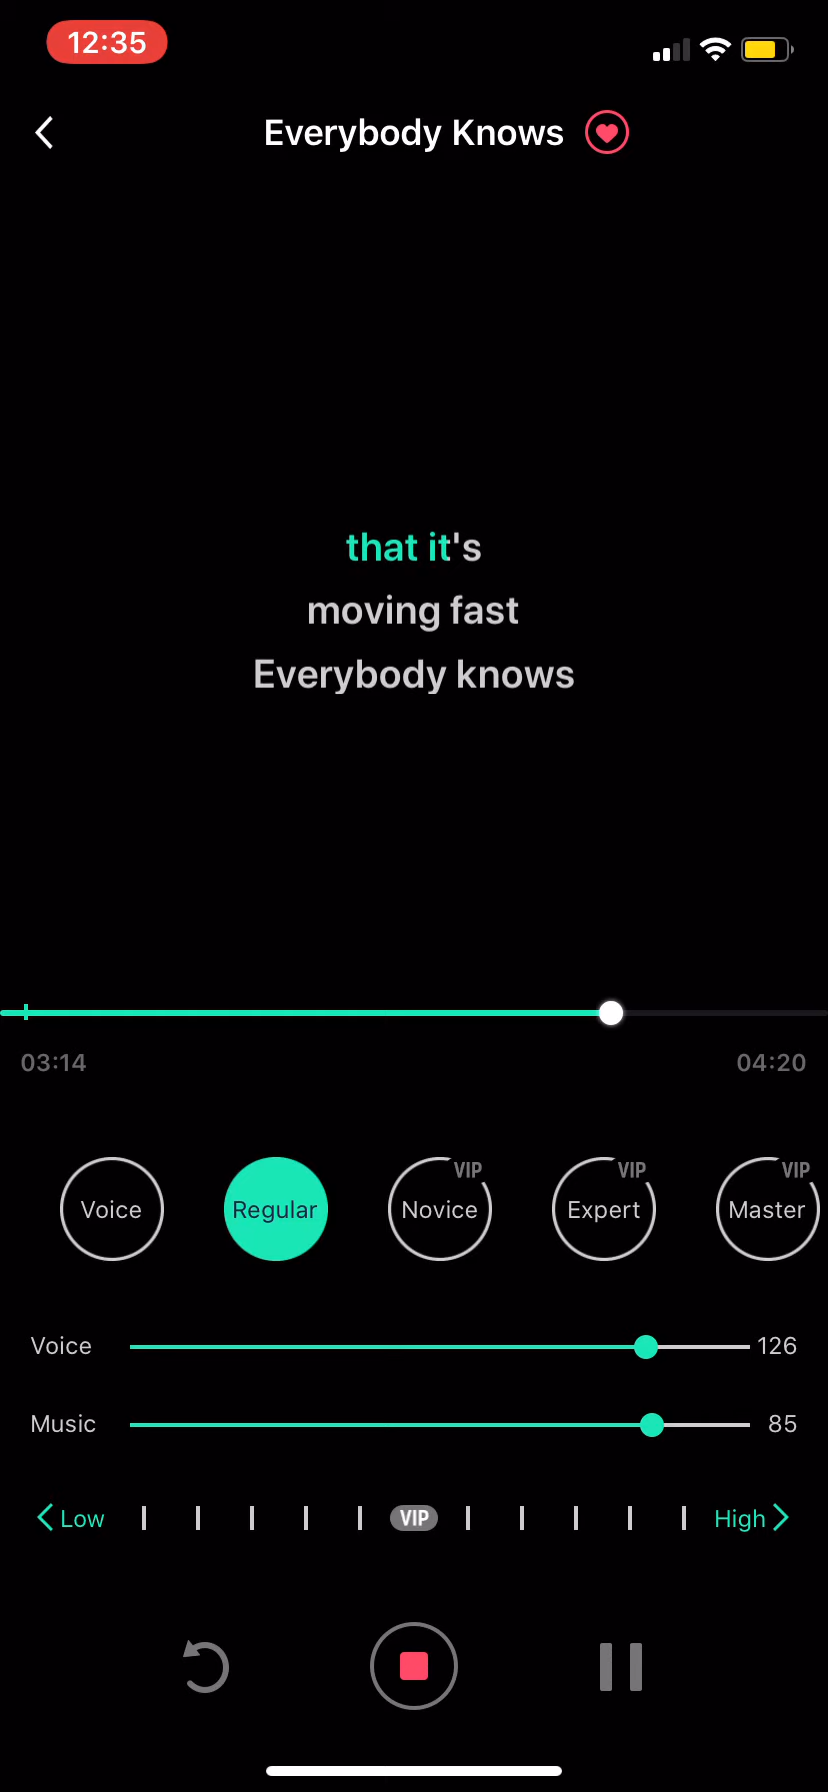 12:35
Everybody Knows
that it's
moving fast
Everybody knows
03:14
04:20
Voice
Regular
VIP
Novice
VIP
Expert
VIP
Master
Voice
126
Music
85
Low
VIP
High